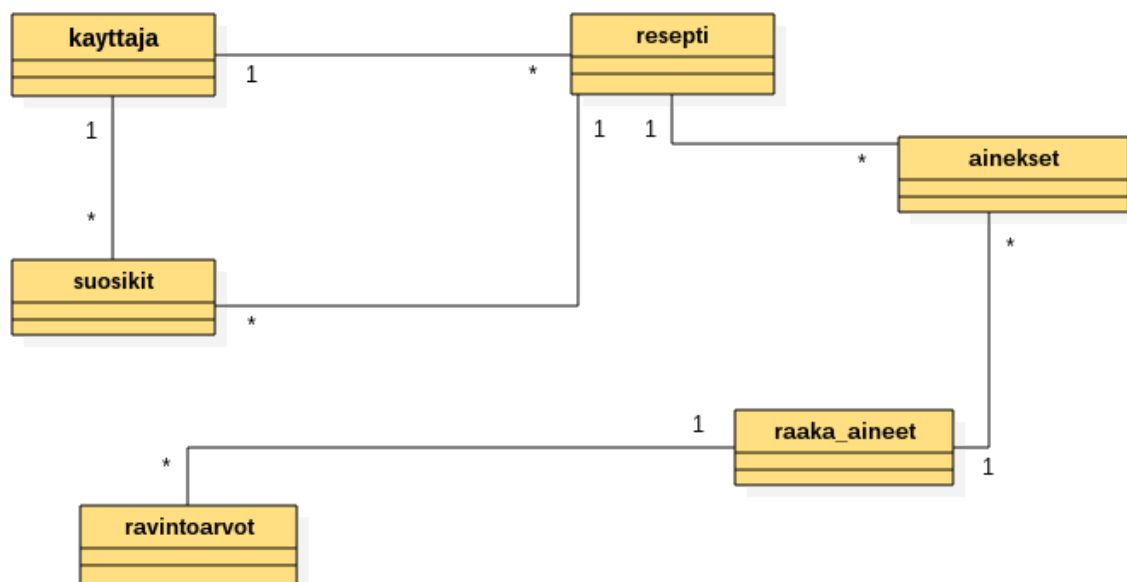 kayttaja
resepti
1
*
1
1
1
*
ainekset
*
*
suosikit
*
1
raaka_aineet
*
1
ravintoarvot